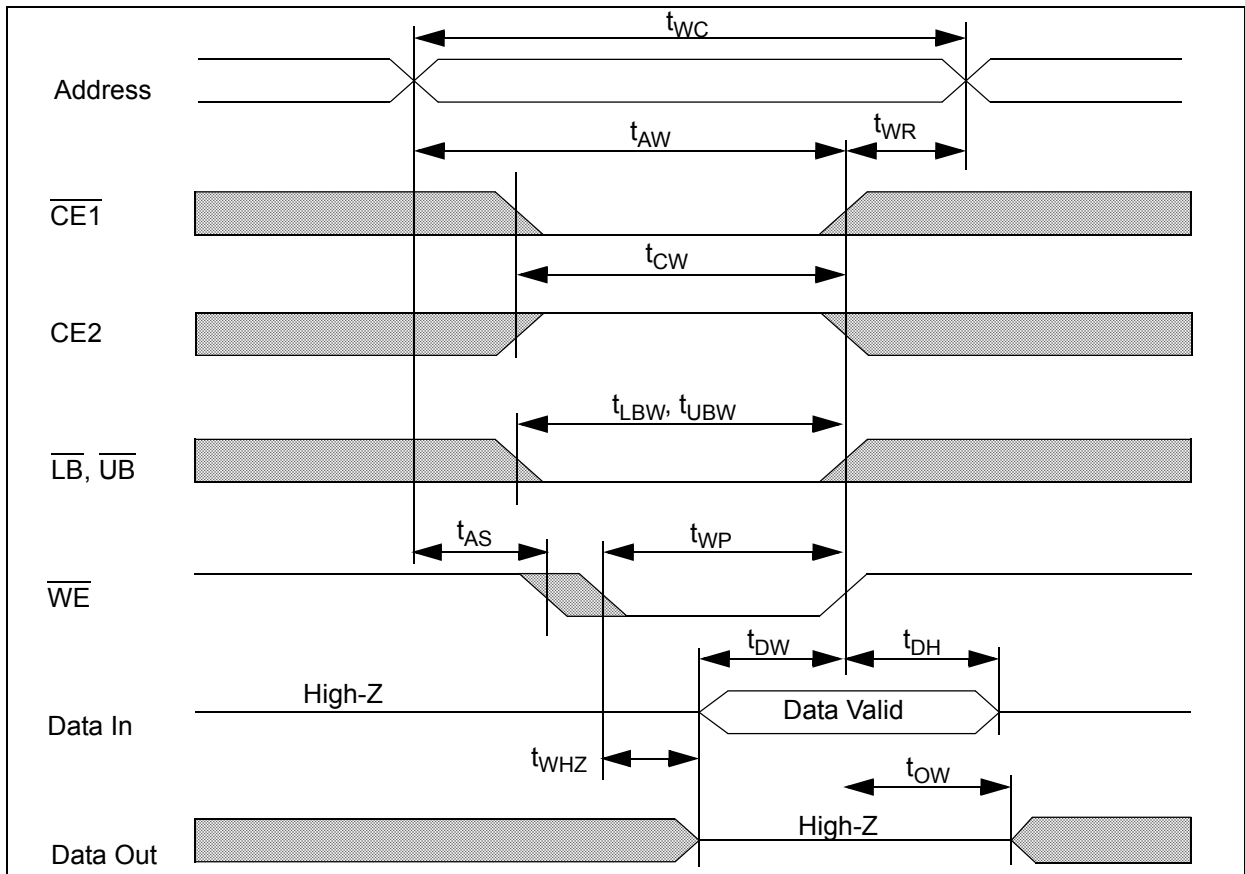 tWC
Address
tAW
tWR
CE1
tCW
CE2
tLBW, tUBW
LB, UB
tAS
tWP
WE
tDW
tDH
High-Z
Data Valid
Data In
tWHZ
tOW
High-Z
Data Out